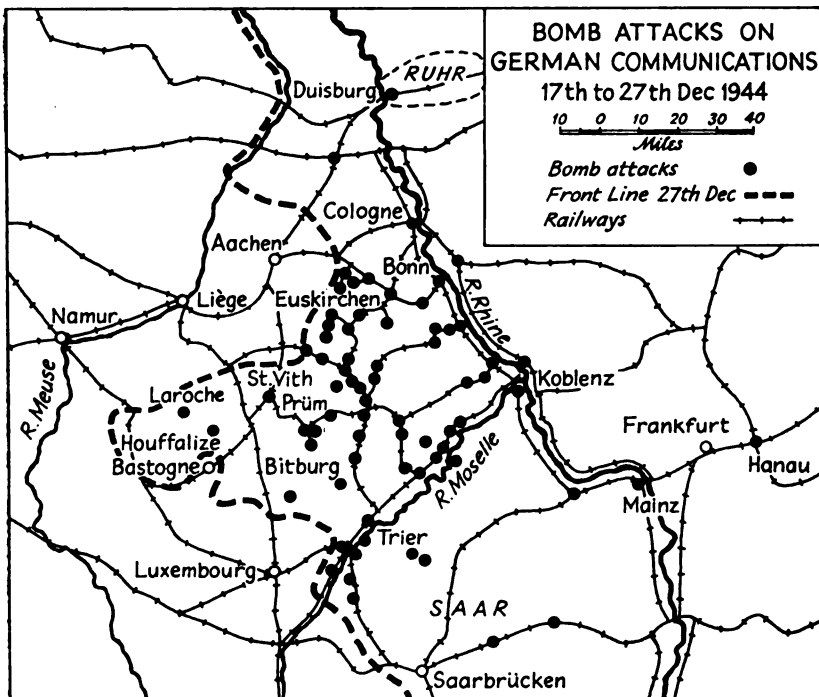 BOMB ATTACKS ON
GERMAN COMMUNICATIONS
17th to 27th Dec 1944
10 0 10 20 30 40
Miles
Bomb attacks
Front Line 27th Dec
Railways
RUHR
Duisburg
Cologne
Aachen
Bonn
R. Rhine
Liège
Euskirchen
Namur
R. Meuse
St. Vith
Koblenz
Laroche
Prüm
Houffalize
Frankfurt
Bastogne
Bitburg
Hanau
R. Moselle
Mainz
Trier
Luxembourg
SAAR
Saarbrücken